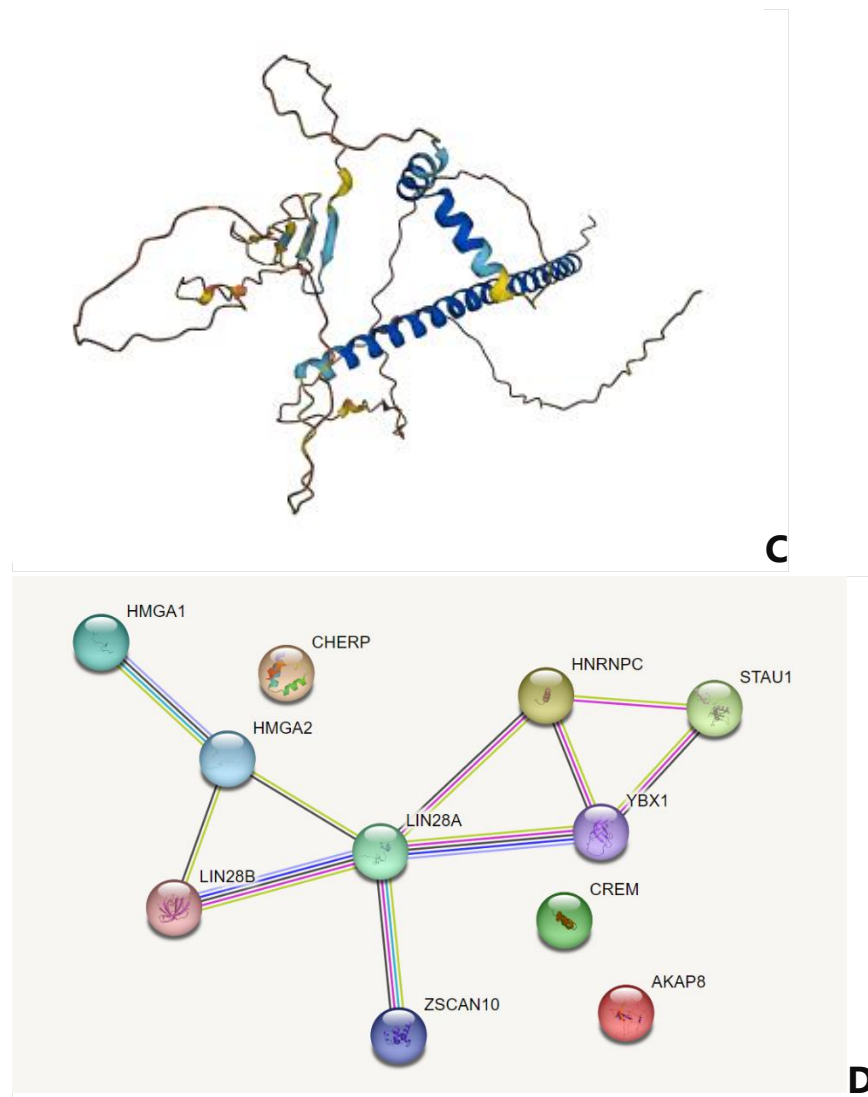 C
HMGA1
CHERP
HNRNPC
STAU1
HMGA2
YBX1
LIN28A
LIN28B
CREM
AKAP8
ZSCAN10
D